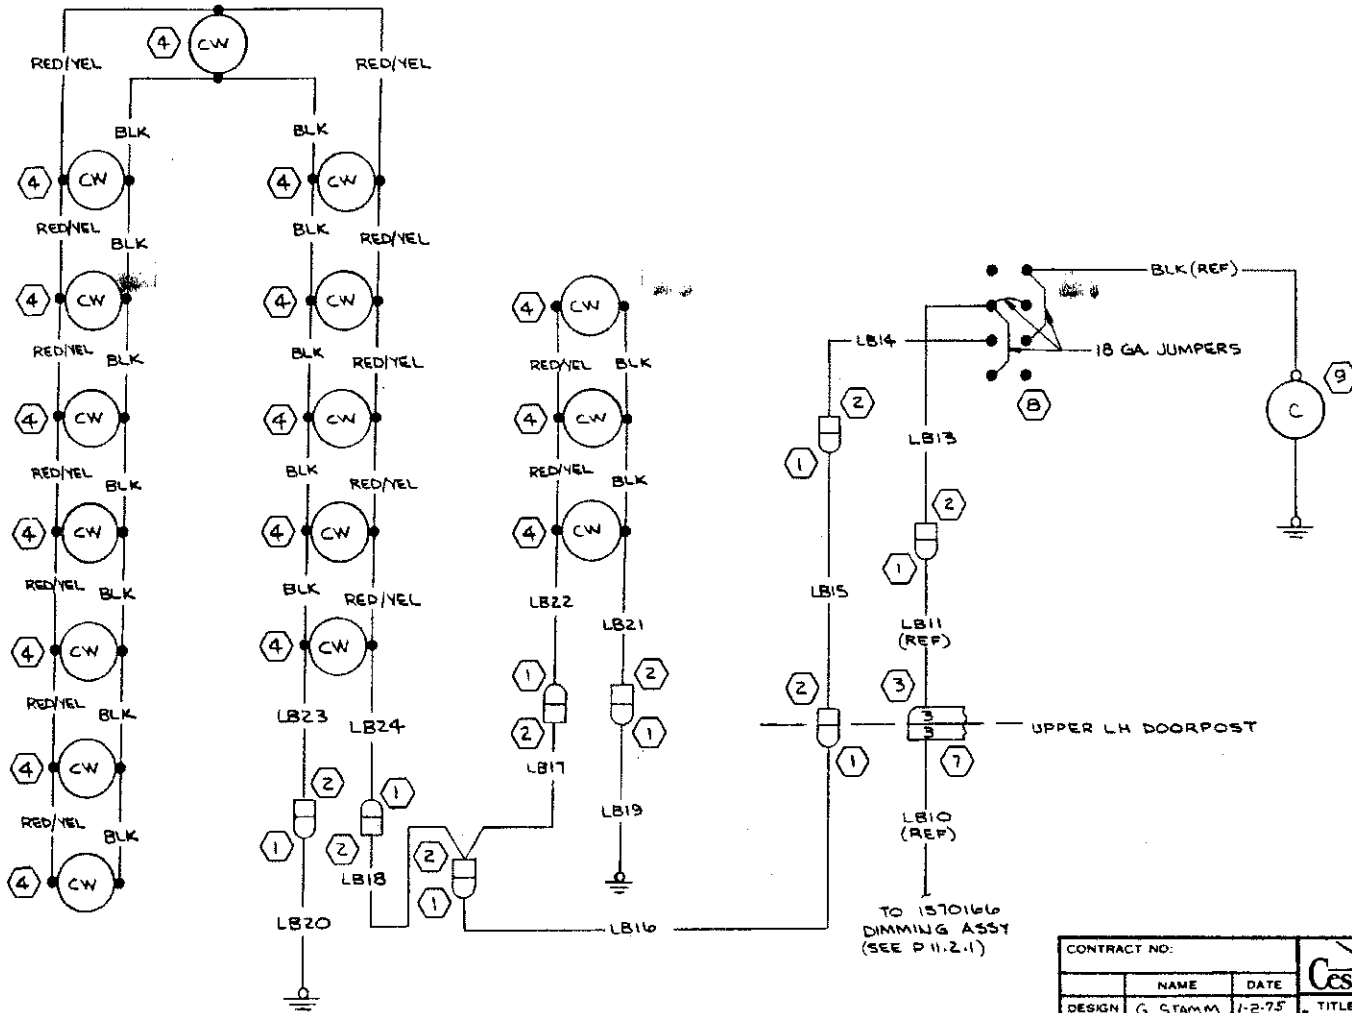 4 CW
RED/YEL RED/YEL
BLK BLK
4 CW 4 CW
RED/YEL BLK BLK RED/YEL
4 CW 4 CW 4 CW
BLK (REF)
RED/YEL BLK BLK RED/YEL RED/YEL BLK
LB14 18 GA. JUMPERS
8 C 9
4 CW 4 CW 4 CW
2
1 LB13
RED/YEL BLK BLK RED/YEL RED/YEL BLK
4 CW 4 CW 4 CW
2
1
RED/YEL BLK BLK RED/YEL LB22 LB21 LB15 LB11
(REF)
4 CW 4 CW
1 2 2 3
RED/YEL BLK LB23 LB24 2 1 1 3
3 7 UPPER LH DOORPOST
4 CW LB17
2 1
RED/YEL BLK 1 2 LB19 LB10
(REF)
4 CW LB18 2
1
LB20 LB16
TO 1570166
DIMMING ASSY
(SEE P 11.2.1)
CONTRACT NO:
Ces
NAME DATE
DESIGN G. STAMM 1-2-75 TITLE